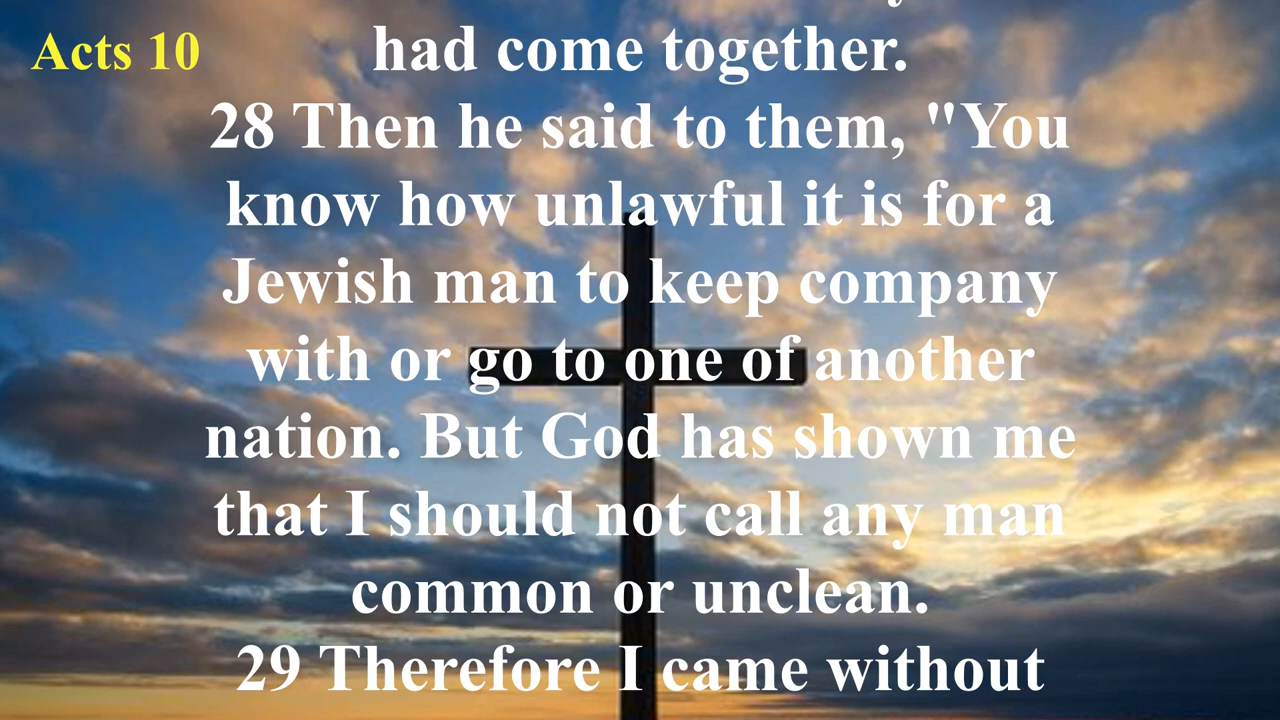 Acts 10
had come together.
28 Then he said to them, "You
know how unlawful it is for a
Jewish man to keep company
with or go to one of another
nation. But God has shown me
that I should not call any man
common or unclean.
29 Therefore I came without